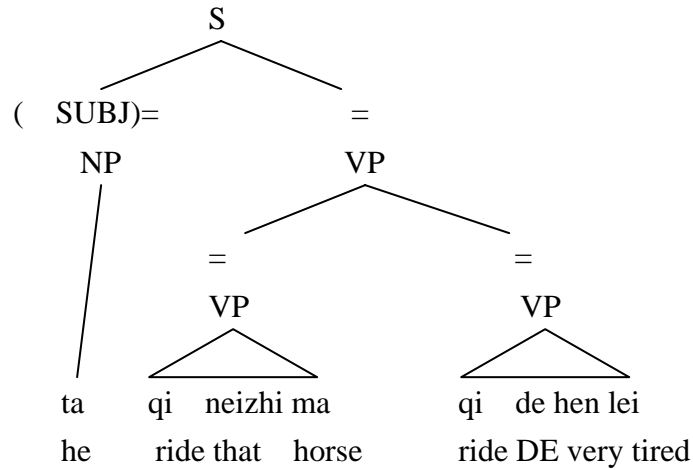 S
( SUBJ)= =
NP VP
= =
VP VP
ta qi neizhi ma qi de hen lei
he ride that horse ride DE very tired